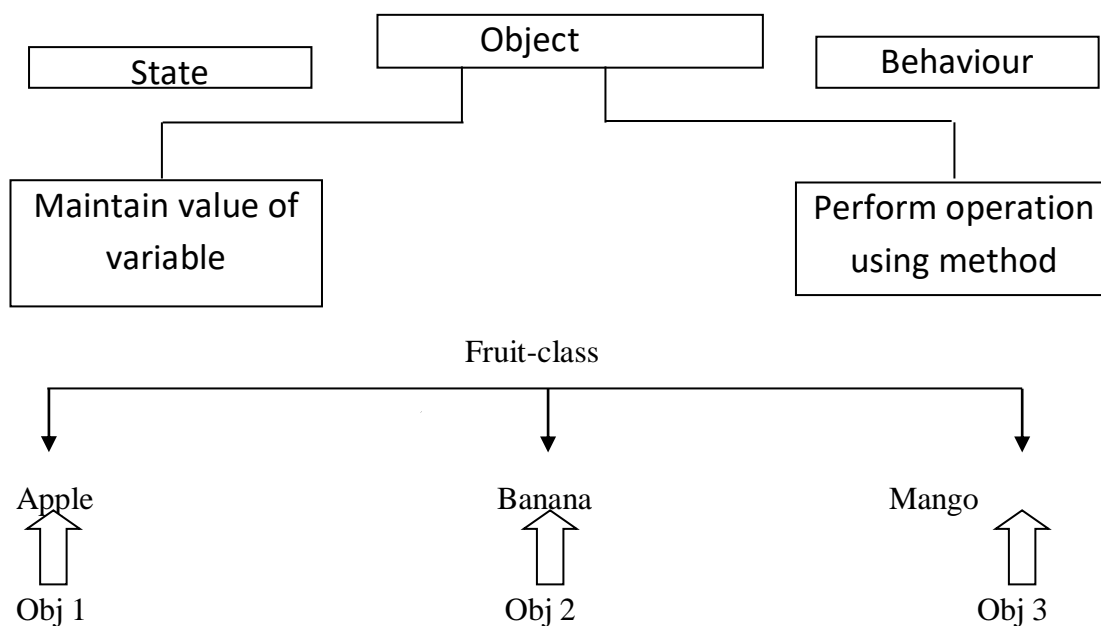 Object
State
Behaviour
Maintain value of
variable
Perform operation
using method
Fruit-class
Apple
Banana
Mango
Obj 1
Obj 2
Obj 3